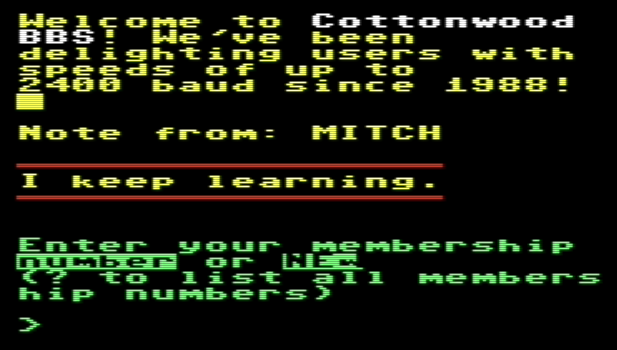 Welcome to Cottonwood
BBS! We've been
delighting users with
speeds of up to
2400 baud since 1988!
Note from: MITCH
I keep learning.
Enter your membership
number or NEW
(? to list all members
hip numbers)
>